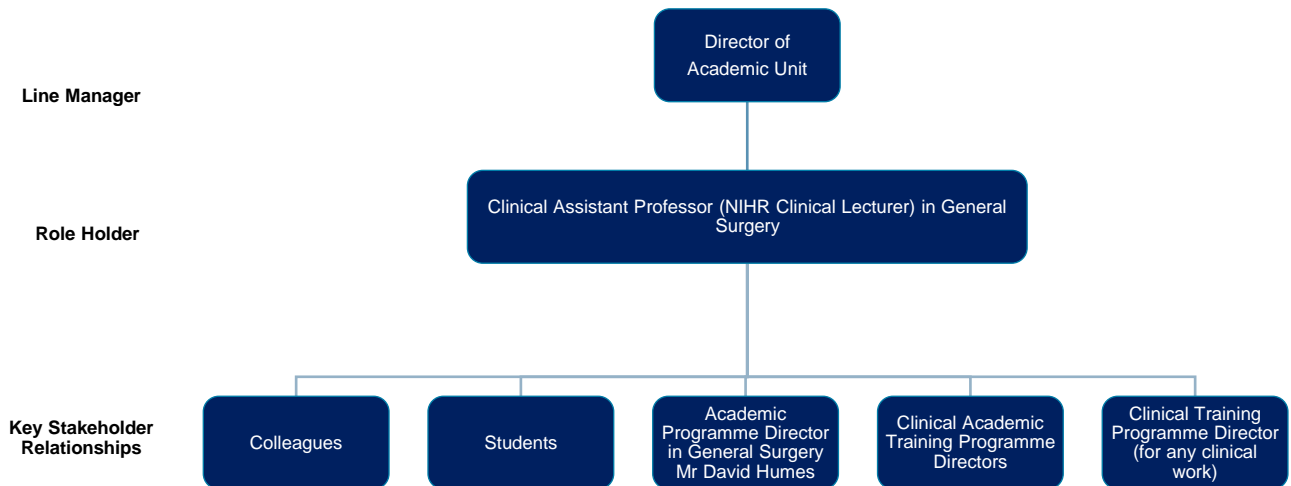 Director of
Academic Unit
Line Manager
Clinical Assistant Professor (NIHR Clinical Lecturer) in General
Surgery
Role Holder
Key Stakeholder
Relationships
Colleagues
Students
Academic
Programme Director
in General Surgery
Mr David Humes
Clinical Academic
Training Programme
Directors
Clinical Training
Programme Director
(for any clinical
work)